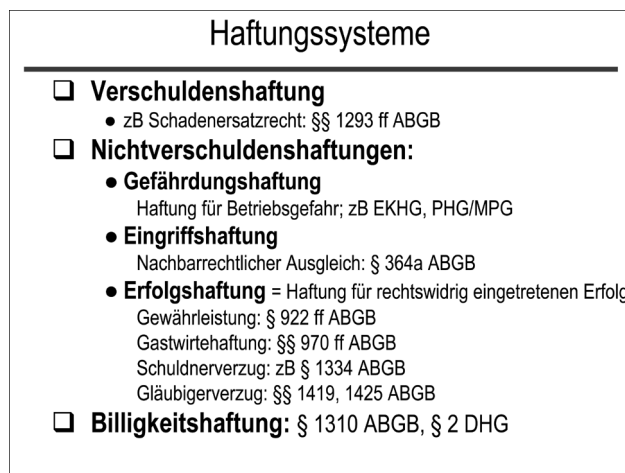 Haftungssysteme
❑ Verschuldenshaftung
● zB Schadenersatzrecht: §§ 1293 ff ABGB
❑ Nichtverschuldenshaftungen:
● Gefährdungshaftung
Haftung für Betriebsgefahr; zB EKHG, PHG/MPG
● Eingriffshaftung
Nachbarrechtlicher Ausgleich: § 364a ABGB
● Erfolgshaftung = Haftung für rechtswidrig eingetretenen Erfolg
Gewährleistung: § 922 ff ABGB
Gastwirtehaftung: §§ 970 ff ABGB
Schuldnerverzug: zB § 1334 ABGB
Gläubigerverzug: §§ 1419, 1425 ABGB
❑ Billigkeitshaftung: § 1310 ABGB, § 2 DHG